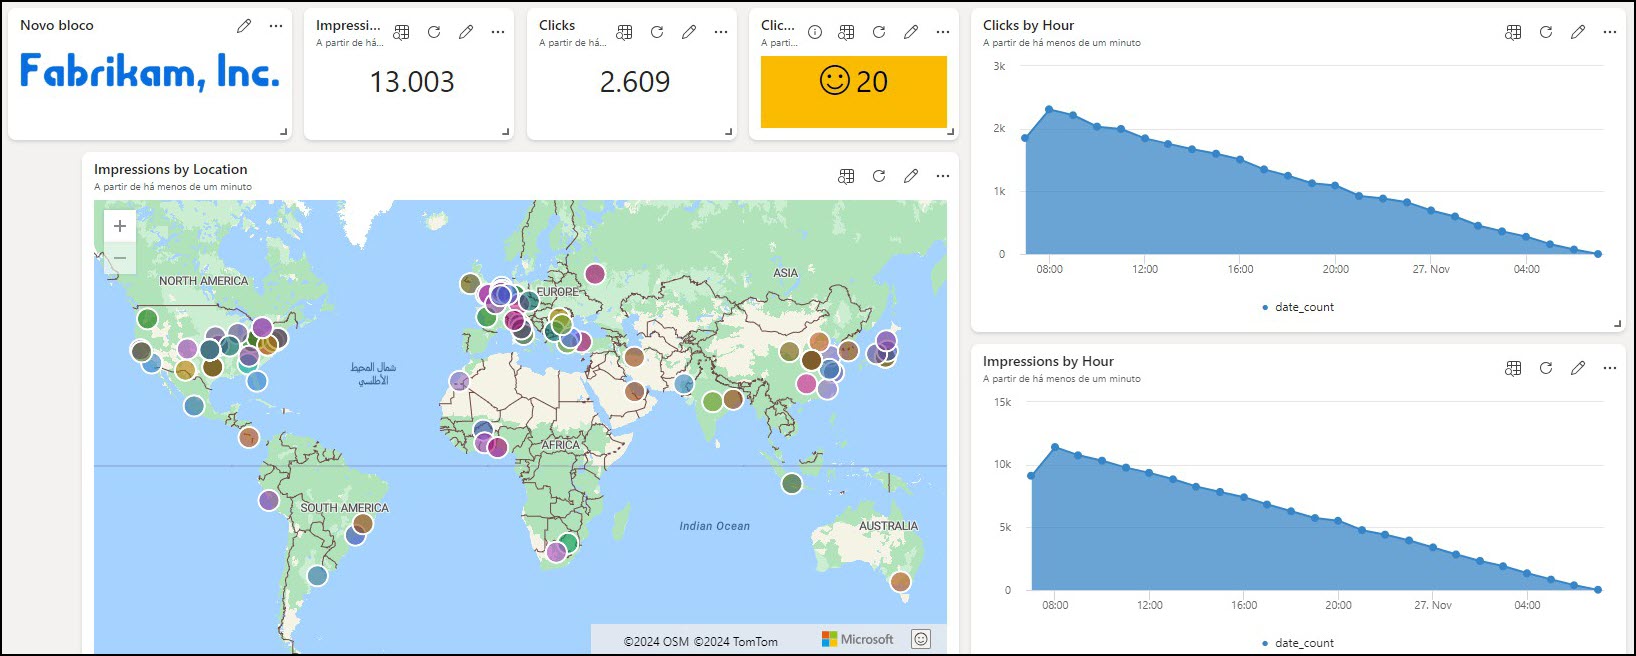 Novo bloco
Fabrikam, Inc.
Impressi...
A partir de há...
13.003
Clicks
A partir de há...
2.609
Clic...
A parti...
20
Clicks by Hour
A partir de há menos de um minuto
3k
2k
1k
0
08:00
12:00
16:00
20:00
27. Nov
04:00
date_count
Impressions by Location
A partir de há menos de um minuto
+
−
NORTH AMERICA
EUROPE
ASIA
شمال المحيط
الأطلسي
AFRICA
SOUTH AMERICA
Indian Ocean
AUSTRALIA
©2024 OSM ©2024 TomTom
Microsoft
Impressions by Hour
A partir de há menos de um minuto
15k
10k
5k
0
08:00
12:00
16:00
20:00
27. Nov
04:00
date_count